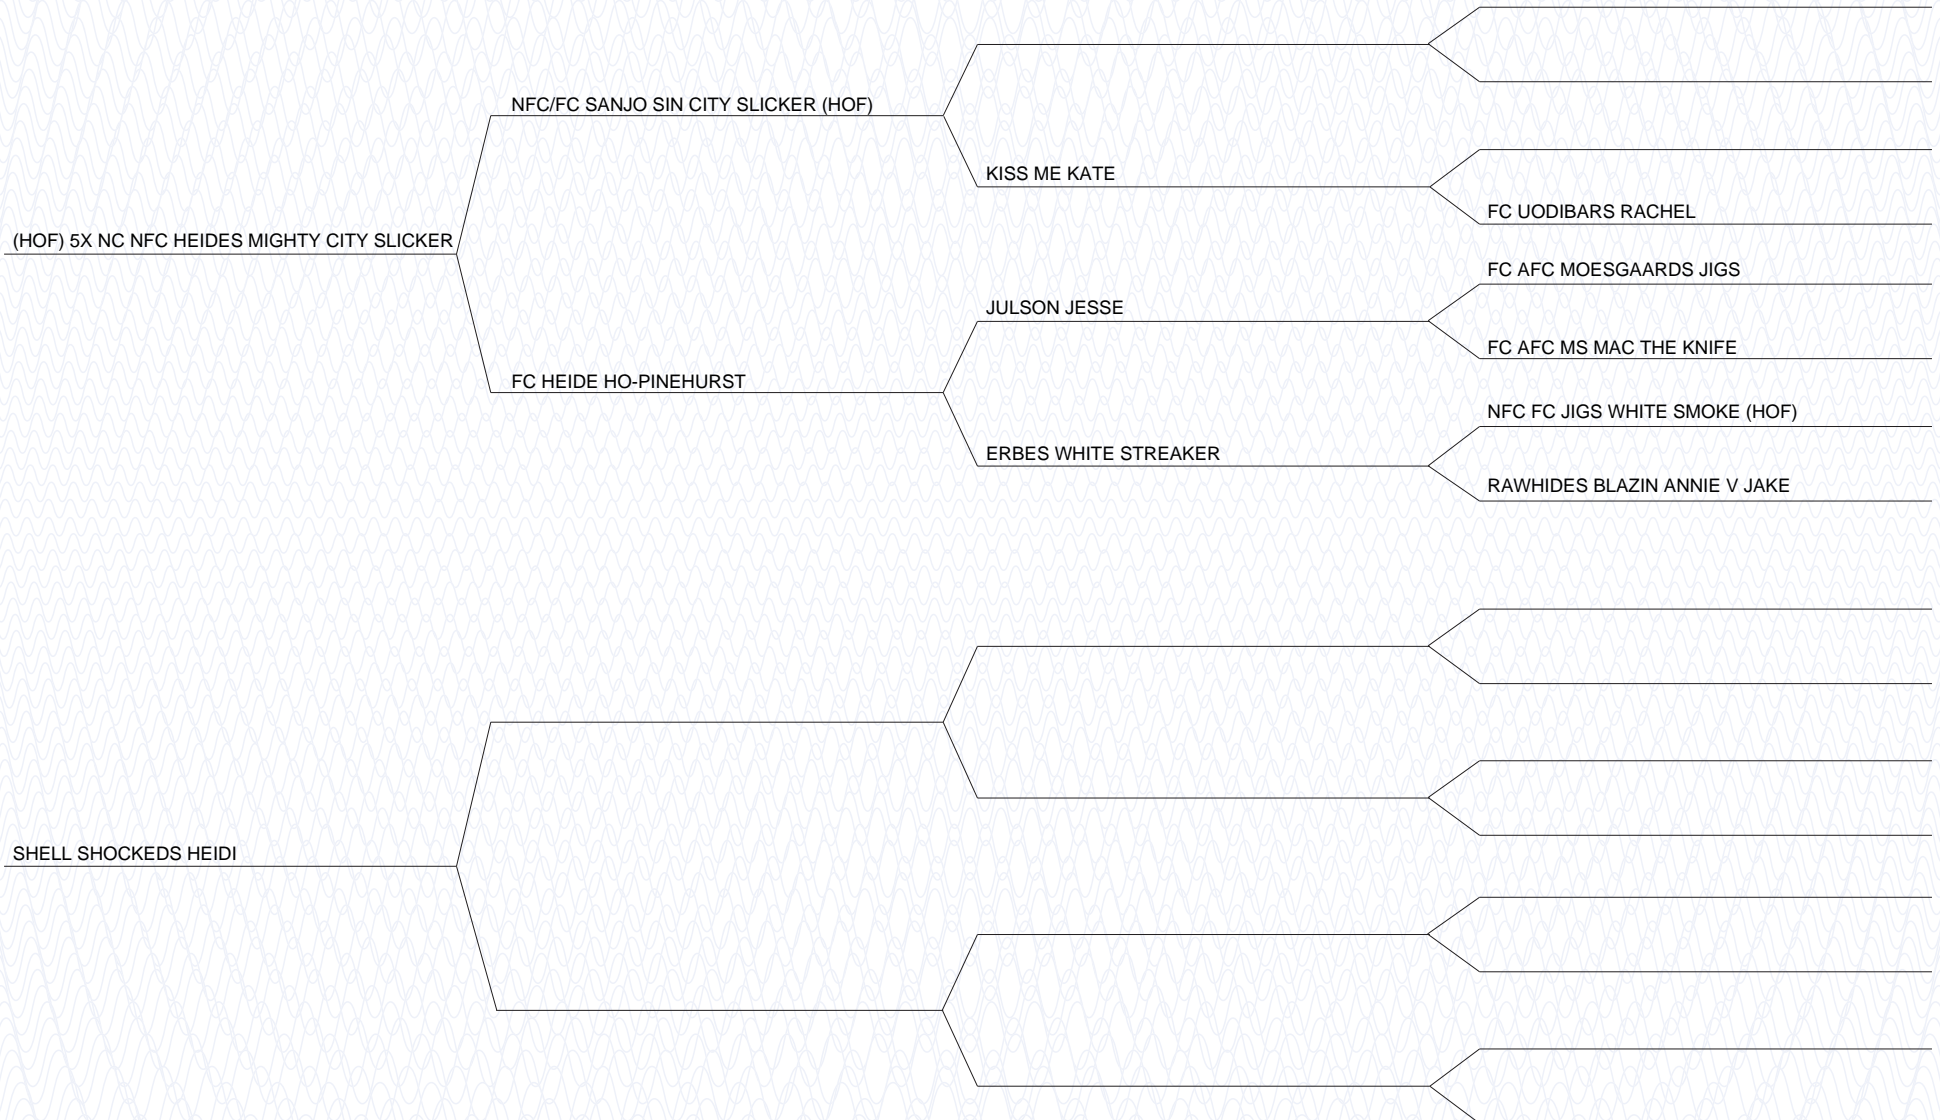 NFC/FC SANJO SIN CITY SLICKER (HOF)
KISS ME KATE
FC UODIBARS RACHEL
(HOF) 5X NC NFC HEIDES MIGHTY CITY SLICKER
FC AFC MOESGAARDS JIGS
JULSON JESSE
FC AFC MS MAC THE KNIFE
FC HEIDE HO-PINEHURST
NFC FC JIGS WHITE SMOKE (HOF)
ERBES WHITE STREAKER
RAWHIDES BLAZIN ANNIE V JAKE
SHELL SHOCKEDS HEIDI